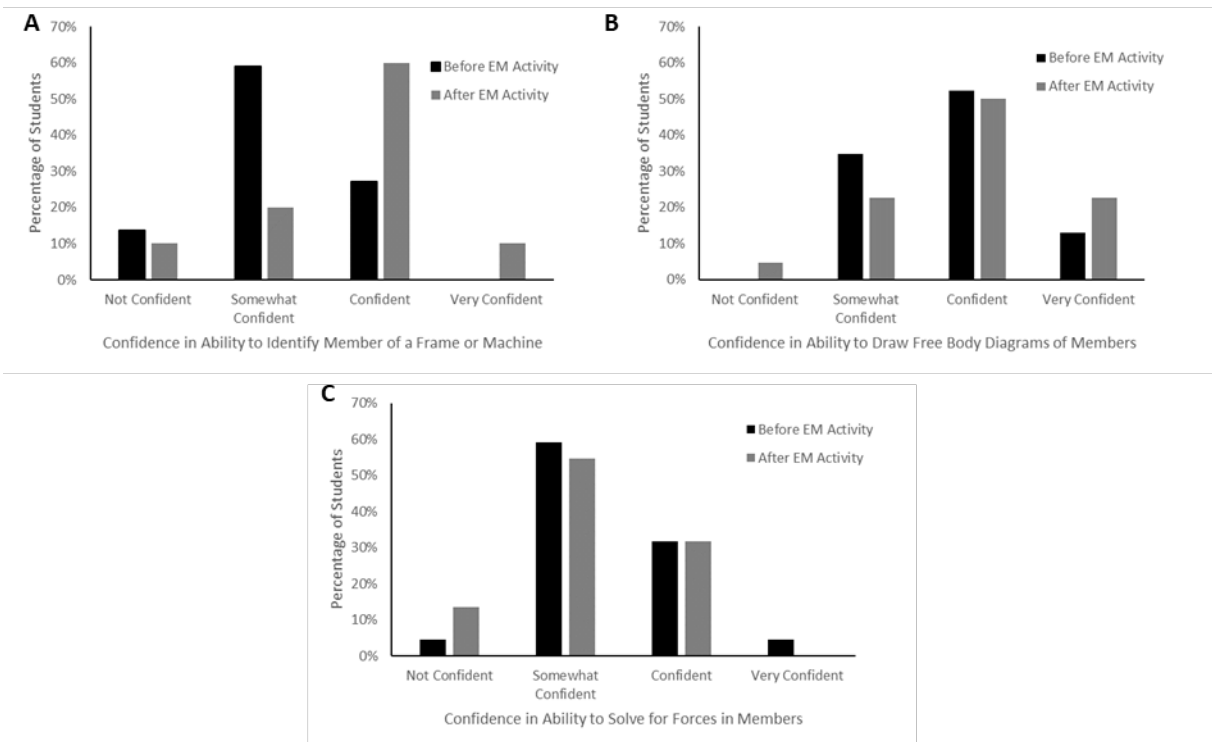 A
70%
60%
50%
40%
30%
20%
10%
0%
Percentage of Students
Before EM Activity
After EM Activity
Not Confident
Somewhat
Confident
Confident
Very Confident
Confidence in Ability to Identify Member of a Frame or Machine
B
70%
60%
50%
40%
30%
20%
10%
0%
Percentage of Students
Before EM Activity
After EM Activity
Not Confident
Somewhat
Confident
Confident
Very Confident
Confidence in Ability to Draw Free Body Diagrams of Members
C
70%
60%
50%
40%
30%
20%
10%
0%
Percentage of Students
Before EM Activity
After EM Activity
Not Confident
Somewhat
Confident
Confident
Very Confident
Confidence in Ability to Solve for Forces in Members